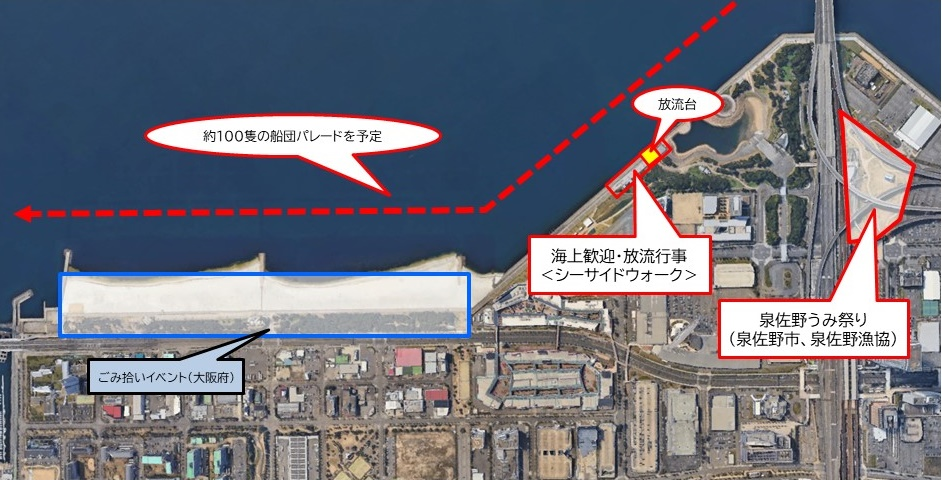 放流台
約100隻の船団パレードを予定
海上歓迎・放流行事
＜シーサイドウォーク＞
泉佐野うみ祭り
（泉佐野市、泉佐野漁協）
ごみ拾いイベント（大阪府）